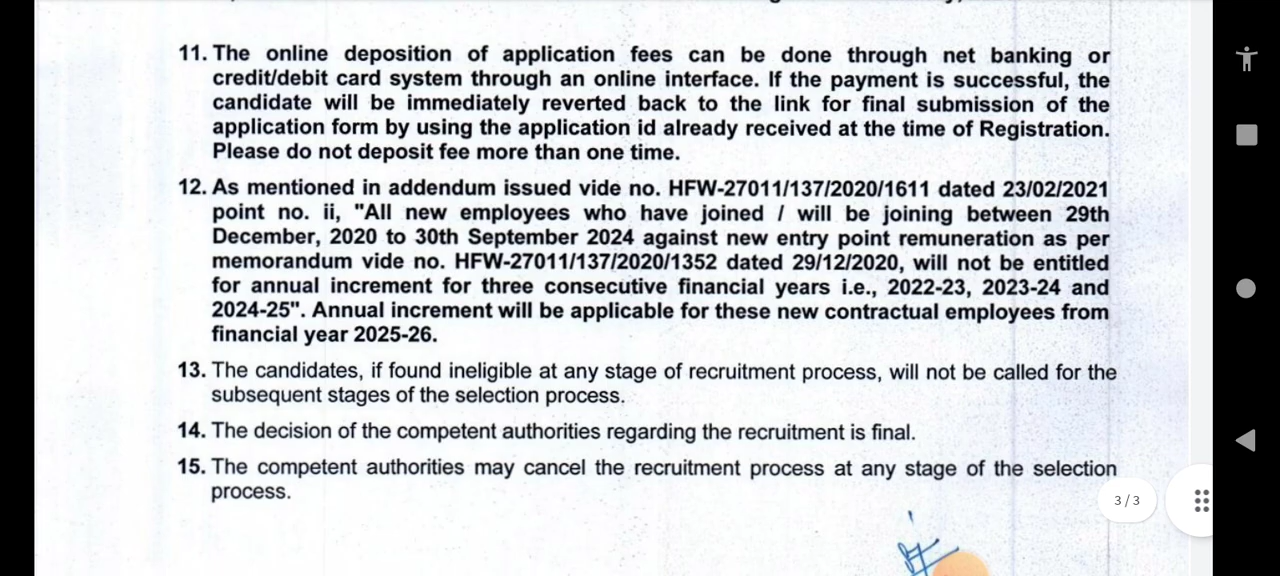 11. The online deposition of application fees can be done through net banking or
credit/debit card system through an online interface. If the payment is successful, the
candidate will be immediately reverted back to the link for final submission of the
application form by using the application id already received at the time of Registration.
Please do not deposit fee more than one time.
12. As mentioned in addendum issued vide no. HFW-27011/137/2020/1611 dated 23/02/2021
point no. ii, "All new employees who have joined / will be joining between 29th
December, 2020 to 30th September 2024 against new entry point remuneration as per
memorandum vide no. HFW-27011/137/2020/1352 dated 29/12/2020, will not be entitled
for annual increment for three consecutive financial years i.e., 2022-23, 2023-24 and
2024-25". Annual increment will be applicable for these new contractual employees from
financial year 2025-26.
13. The candidates, if found ineligible at any stage of recruitment process, will not be called for the
subsequent stages of the selection process.
14. The decision of the competent authorities regarding the recruitment is final.
15. The competent authorities may cancel the recruitment process at any stage of the selection
process.
3 / 3